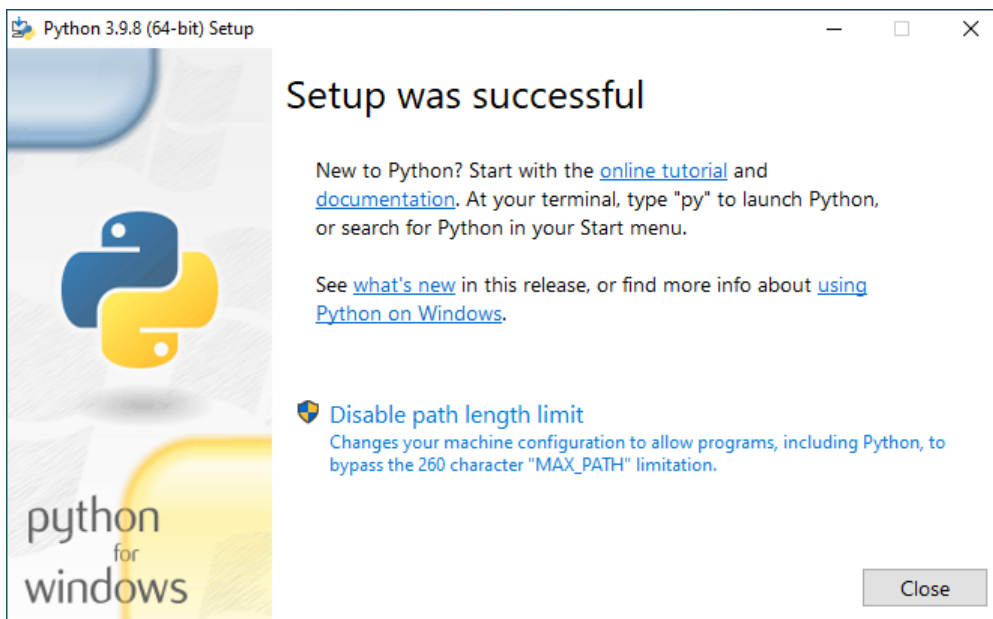 Python 3.9.8 (64-bit) Setup
Setup was successful
New to Python? Start with the online tutorial and
documentation. At your terminal, type "py" to launch Python,
or search for Python in your Start menu.
See what's new in this release, or find more info about using
Python on Windows.
Disable path length limit
Changes your machine configuration to allow programs, including Python, to
bypass the 260 character "MAX_PATH" limitation.
python
for
windows
Close